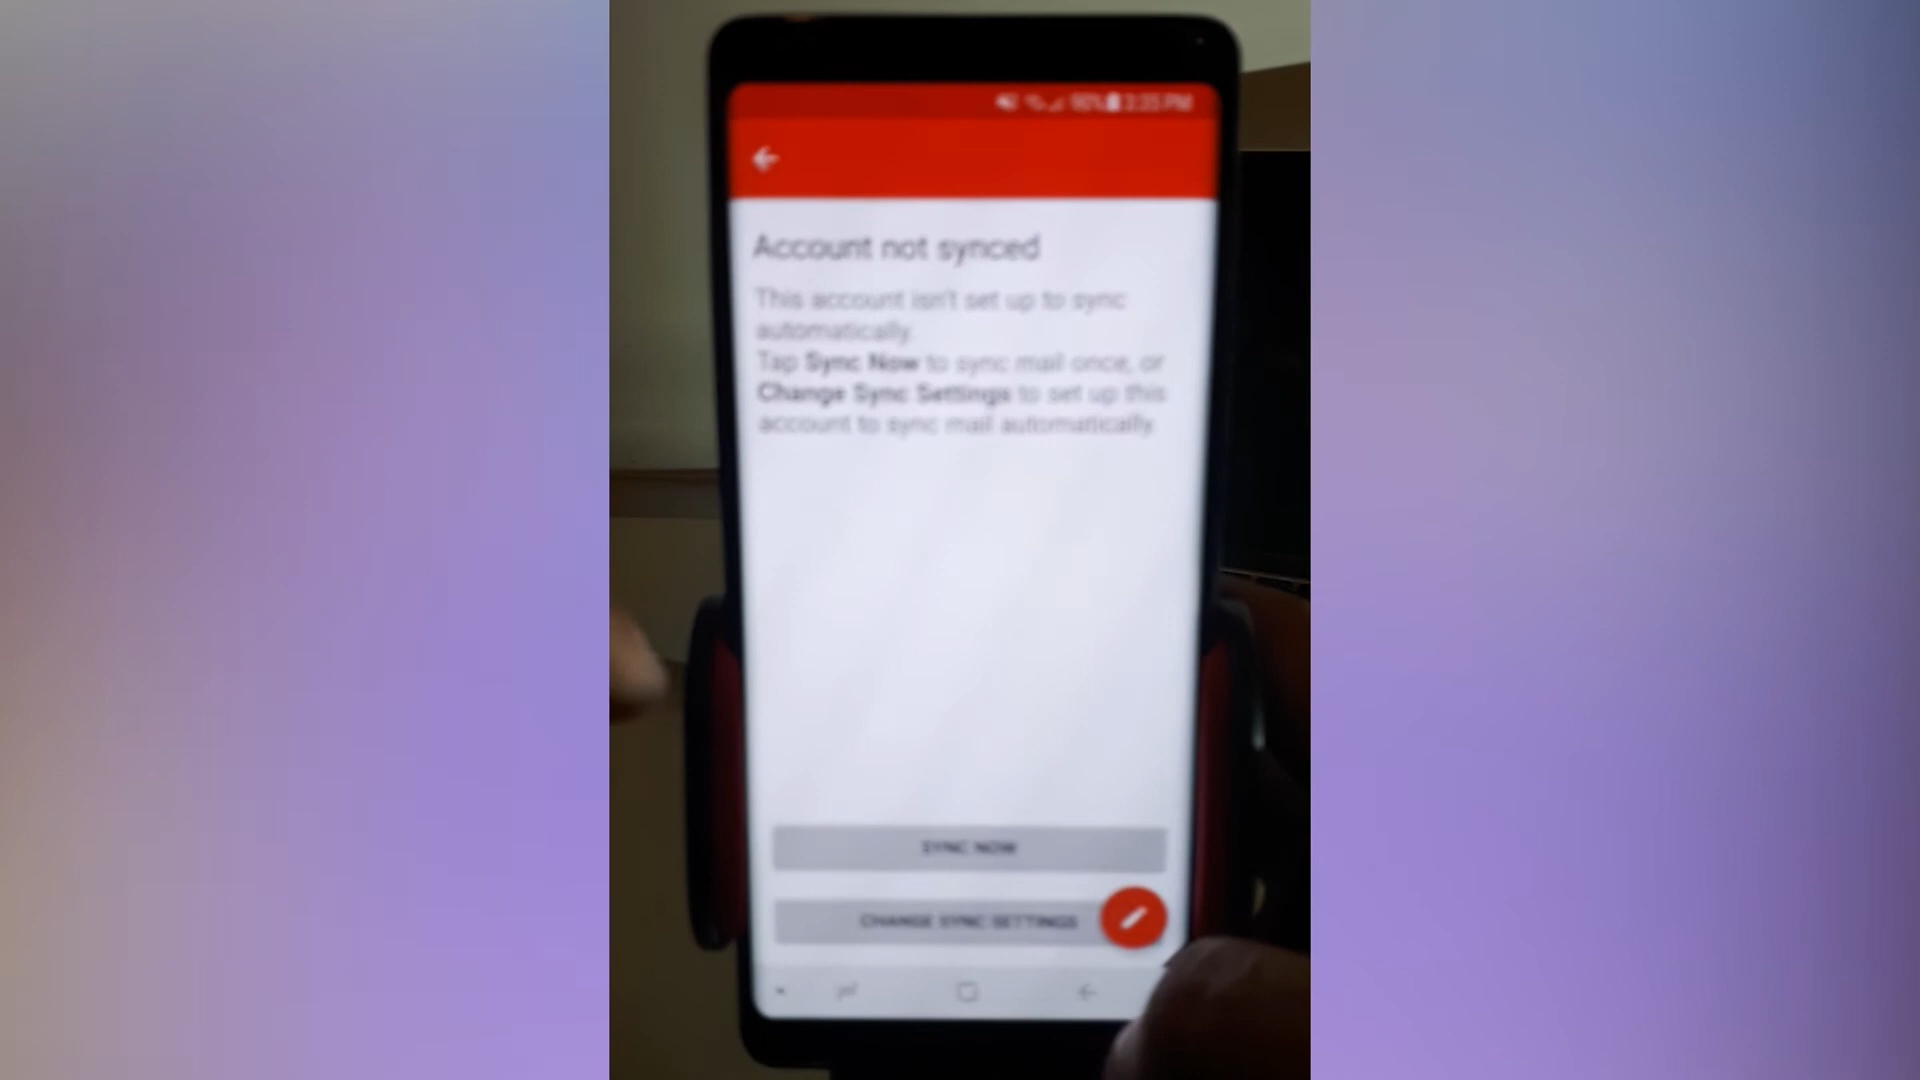 Account not synced
This account isn't set up to sync
automatically.
Tap Sync Now to sync mail once, or
Change Sync Settings to set up this
account to sync mail automatically.
SYNC NOW
CHANGE SYNC SETTINGS